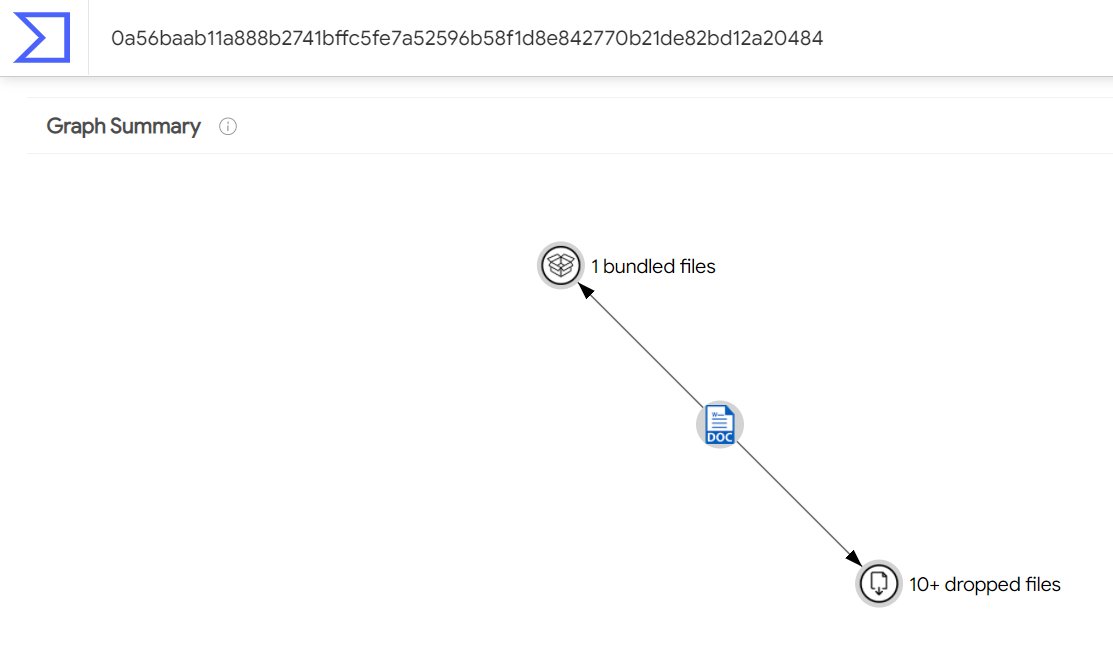 0a56baab11a888b2741bffc5fe7a52596b58f1d8e842770b21de82bd12a20484
Graph Summary
1 bundled files
DOC
10+ dropped files